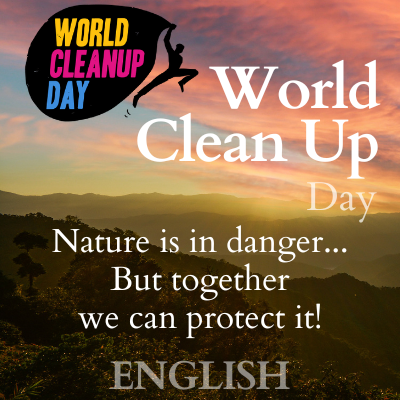 WORLD
CLEANUP
DAY
World
Clean Up
Day
Nature is in danger...
But together
we can protect it!
ENGLISH